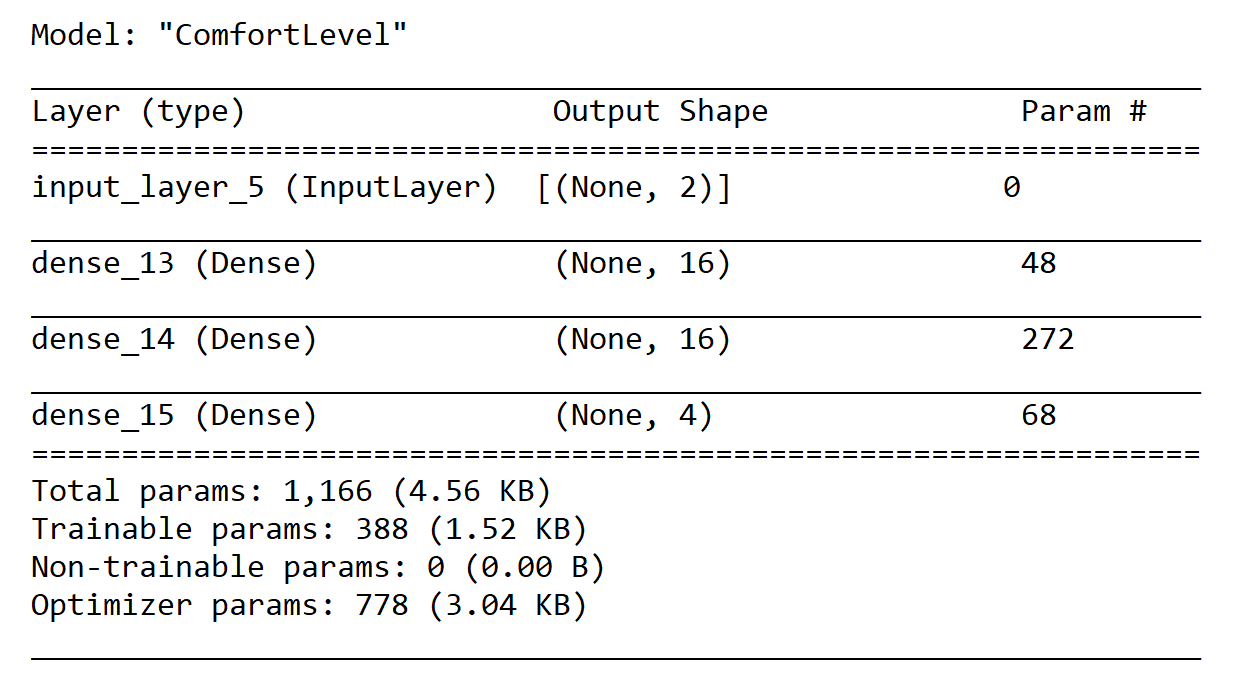 Model: "ComfortLevel"
Layer (type) Output Shape Param #
=================================================================
input_layer_5 (InputLayer) [(None, 2)] 0
dense_13 (Dense) (None, 16) 48
dense_14 (Dense) (None, 16) 272
dense_15 (Dense) (None, 4) 68
=================================================================
Total params: 1,166 (4.56 KB)
Trainable params: 388 (1.52 KB)
Non-trainable params: 0 (0.00 B)
Optimizer params: 778 (3.04 KB)